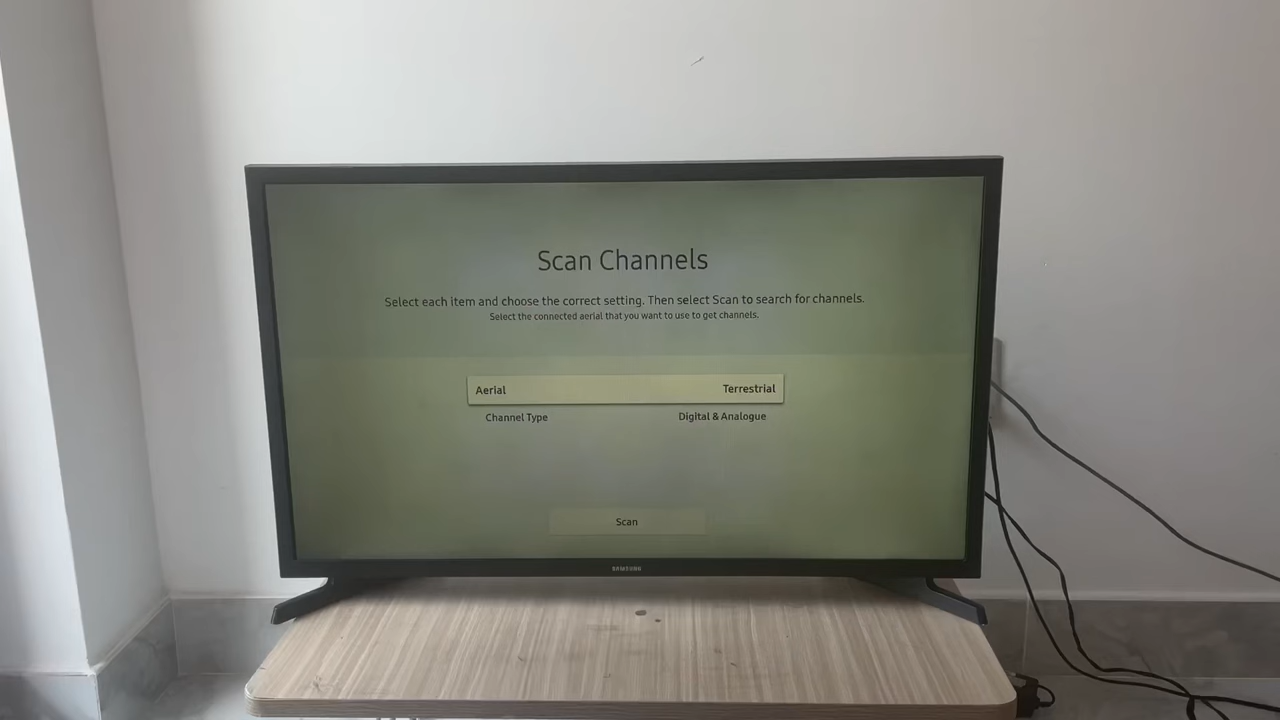 Scan Channels
Select each item and choose the correct setting. Then select Scan to search for channels.
Select the connected aerial that you want to use to get channels.
Aerial Terrestrial
Channel Type Digital & Analogue
Scan
SAMSUNG